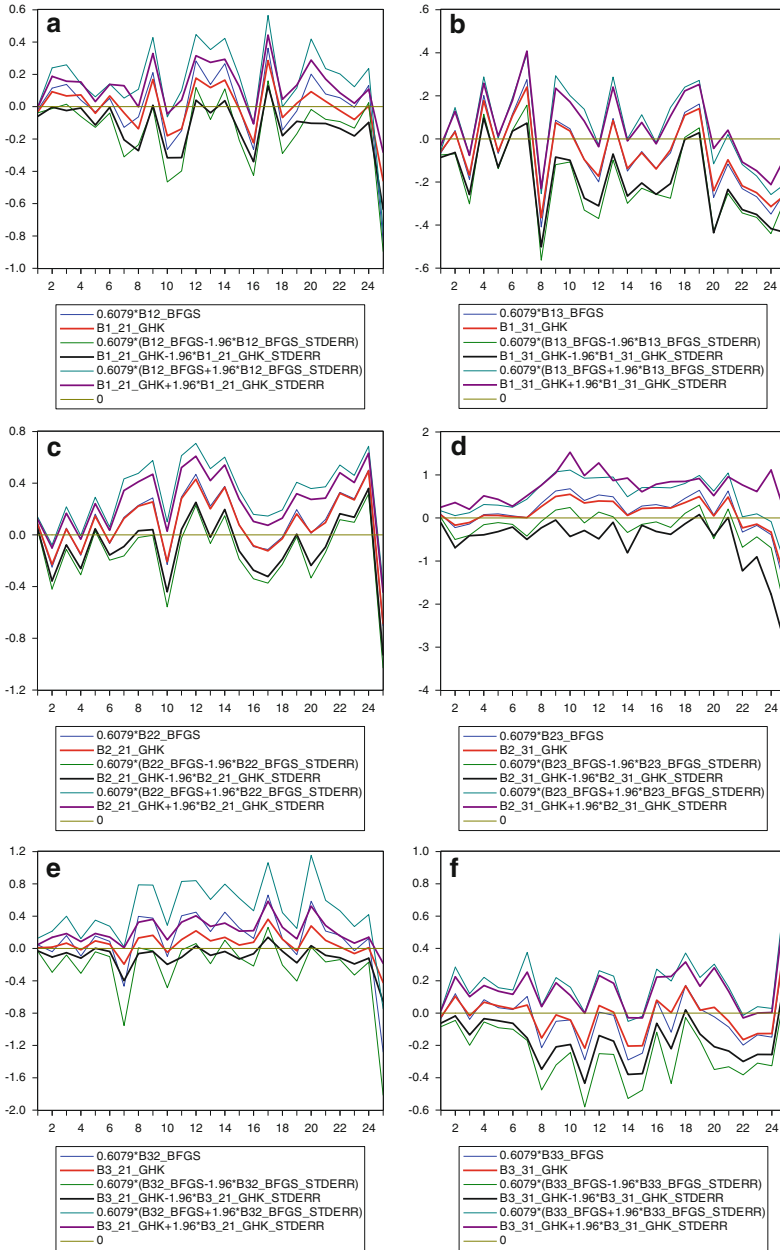 a
0.6
0.4
0.2
0.0
-0.2
-0.4
-0.6
-0.8
-1.0
2 4 6 8 10 12 14 16 18 20 22 24
0.6079*B12_BFGS
B1_21_GHK
0.6079*(B12_BFGS-1.96*B12_BFGS_STDERR)
B1_21_GHK-1.96*B1_21_GHK_STDERR
0.6079*(B12_BFGS+1.96*B12_BFGS_STDERR)
B1_21_GHK+1.96*B1_21_GHK_STDERR
0
b
.6
.4
.2
.0
-.2
-.4
-.6
2 4 6 8 10 12 14 16 18 20 22 24
0.6079*B13_BFGS
B1_31_GHK
0.6079*(B13_BFGS-1.96*B13_BFGS_STDERR)
B1_31_GHK-1.96*B1_31_GHK_STDERR
0.6079*(B13_BFGS+1.96*B13_BFGS_STDERR)
B1_31_GHK+1.96*B1_31_GHK_STDERR
0
c
0.8
0.4
0.0
-0.4
-0.8
-1.2
2 4 6 8 10 12 14 16 18 20 22 24
0.6079*B22_BFGS
B2_21_GHK
0.6079*(B22_BFGS-1.96*B22_BFGS_STDERR)
B2_21_GHK-1.96*B2_21_GHK_STDERR
0.6079*(B22_BFGS+1.96*B22_BFGS_STDERR)
B2_21_GHK+1.96*B2_21_GHK_STDERR
0
d
2
1
0
-1
-2
-3
-4
2 4 6 8 10 12 14 16 18 20 22 24
0.6079*B23_BFGS
B2_31_GHK
0.6079*(B23_BFGS-1.96*B23_BFGS_STDERR)
B2_31_GHK-1.96*B2_31_GHK_STDERR
0.6079*(B23_BFGS+1.96*B23_BFGS_STDERR)
B2_31_GHK+1.96*B2_31_GHK_STDERR
0
e
1.2
0.8
0.4
0.0
-0.4
-0.8
-1.2
-1.6
-2.0
2 4 6 8 10 12 14 16 18 20 22 24
0.6079*B32_BFGS
B3_21_GHK
0.6079*(B32_BFGS-1.96*B32_BFGS_STDERR)
B3_21_GHK-1.96*B3_21_GHK_STDERR
0.6079*(B32_BFGS+1.96*B32_BFGS_STDERR)
B3_21_GHK+1.96*B3_21_GHK_STDERR
0
f
1.0
0.8
0.6
0.4
0.2
0.0
-0.2
-0.4
-0.6
2 4 6 8 10 12 14 16 18 20 22 24
0.6079*B33_BFGS
B3_31_GHK
0.6079*(B33_BFGS-1.96*B33_BFGS_STDERR)
B3_31_GHK-1.96*B3_31_GHK_STDERR
0.6079*(B33_BFGS+1.96*B33_BFGS_STDERR)
B3_31_GHK+1.96*B3_31_GHK_STDERR
0